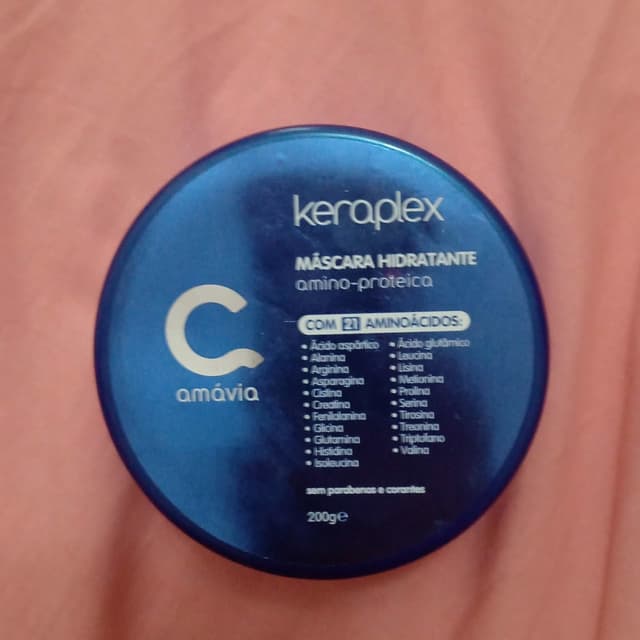 keraplex
MÁSCARA HIDRATANTE
amino-proteica
COM 21 AMINOÁCIDOS:
• Ácido aspártico
• Alanina
• Arginina
• Asparagina
• Cistina
• Creatina
• Fenilalanina
• Glicina
• Glutamina
• Histidina
• Isoleucina
• Ácido glutâmico
• Leucina
• Lisina
• Metionina
• Prolina
• Serina
• Tirosina
• Treonina
• Triptofano
• Valina
amávia
sem parabenos e corantes
200g℮